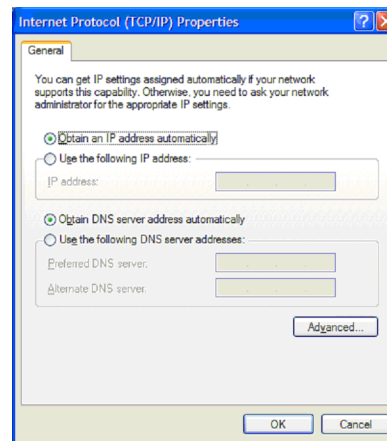 Internet Protocol (TCP/IP) Properties
General
You can get IP settings assigned automatically if your network
supports this capability. Otherwise, you need to ask your network
administrator for the appropriate IP settings.
Obtain an IP address automatically
Use the following IP address:
IP address:
Obtain DNS server address automatically
Use the following DNS server addresses:
Preferred DNS server:
Alternate DNS server:
Advanced...
OK Cancel